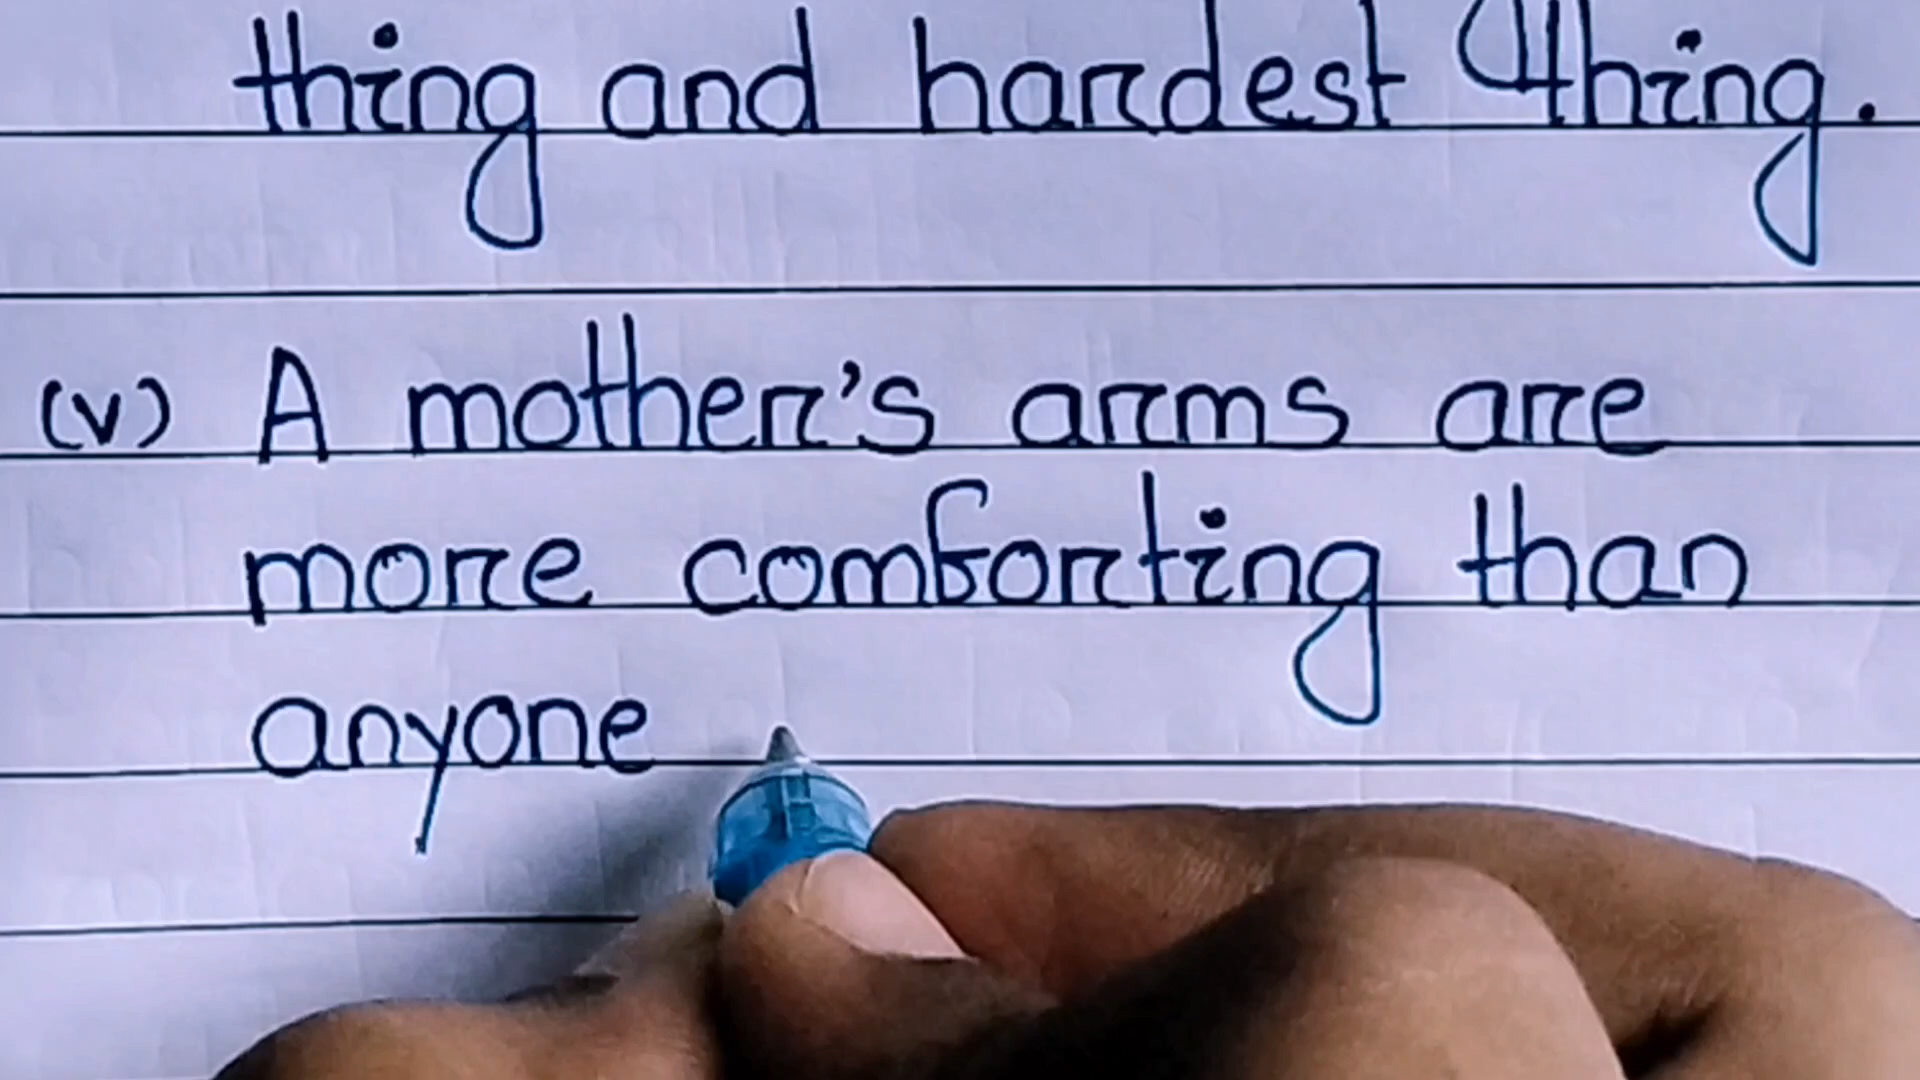 thing and hardest thing.
(v) A mother's arms are
more comforting than
anyone